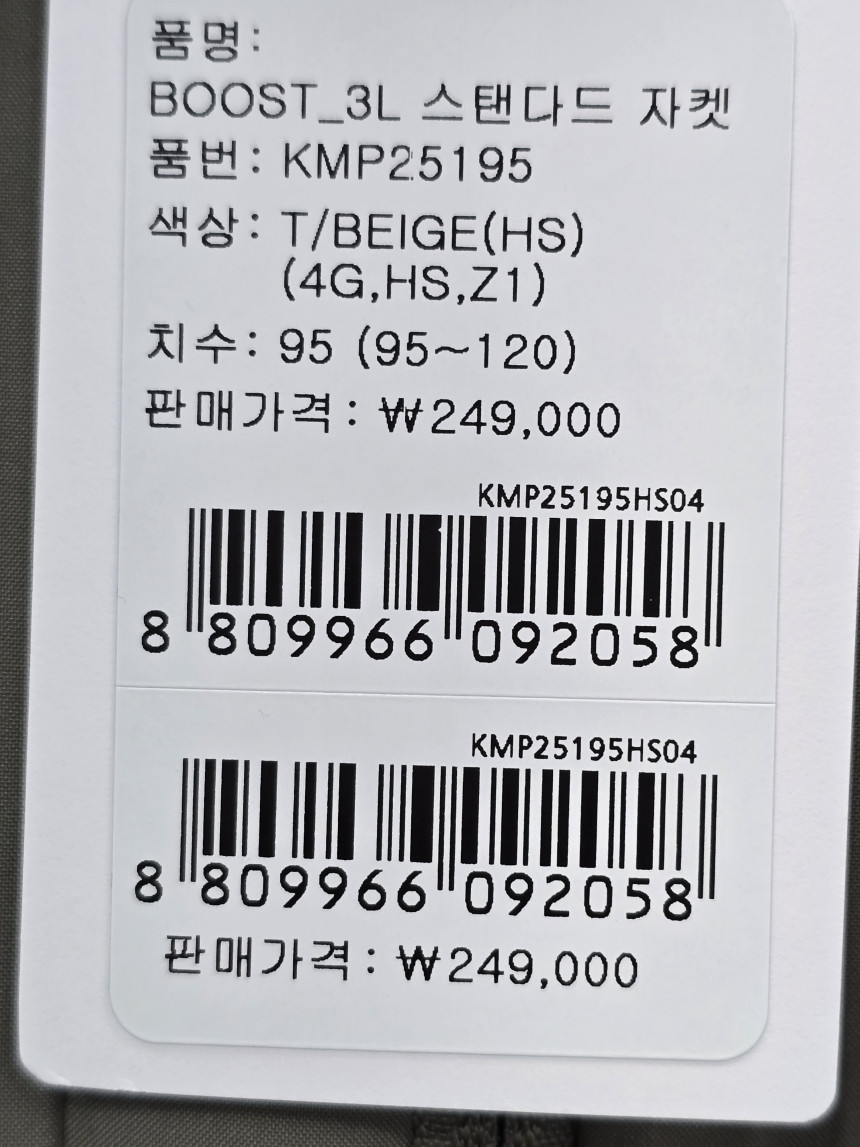 품명:
BOOST_3L 스탠다드 자켓
품번: KMP25195
색상: T/BEIGE(HS)
(4G,HS,Z1)
치수: 95 (95~120)
판매가격: ₩249,000
KMP25195HS04
8 809966 092058
KMP25195HS04
8 809966 092058
판매가격: ₩249,000